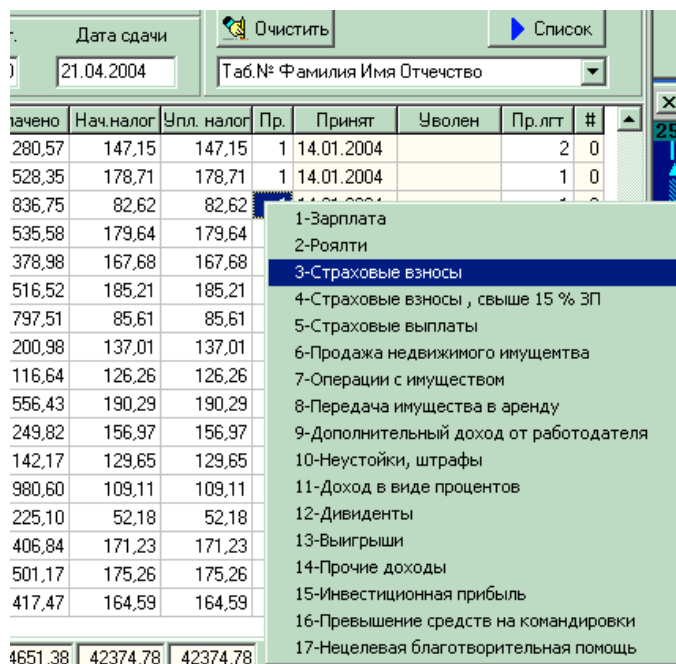 г. Дата сдачи Очистить Список
21.04.2004 Таб.№ Фамилия Имя Отчество
Нач.налог Упл. налог Пр. Принят Уволен Пр.лгт #
280,57 147,15 147,15 1 14.01.2004 2 0
528,35 178,71 178,71 1 14.01.2004 1 0
836,75 82,62 82,62
535,58 179,64 179,64
378,98 167,68 167,68
516,52 185,21 185,21
797,51 85,61 85,61
200,98 137,01 137,01
116,64 126,26 126,26
556,43 190,29 190,29
249,82 156,97 156,97
142,17 129,65 129,65
980,60 109,11 109,11
225,10 52,18 52,18
406,84 171,23 171,23
501,17 175,26 175,26
417,47 164,59 164,59
4651.38 42374.78 42374.78
1-Зарплата
2-Роялти
3-Страховые взносы
4-Страховые взносы , свыше 15 % ЗП
5-Страховые выплаты
6-Продажа недвижимого имущемтва
7-Операции с имуществом
8-Передача имущества в аренду
9-Дополнительный доход от работодателя
10-Неустойки, штрафы
11-Доход в виде процентов
12-Дивиденты
13-Выигрыши
14-Прочие доходы
15-Инвестиционная прибыль
16-Превышение средств на командировки
17-Нецелевая благотворительная помощь